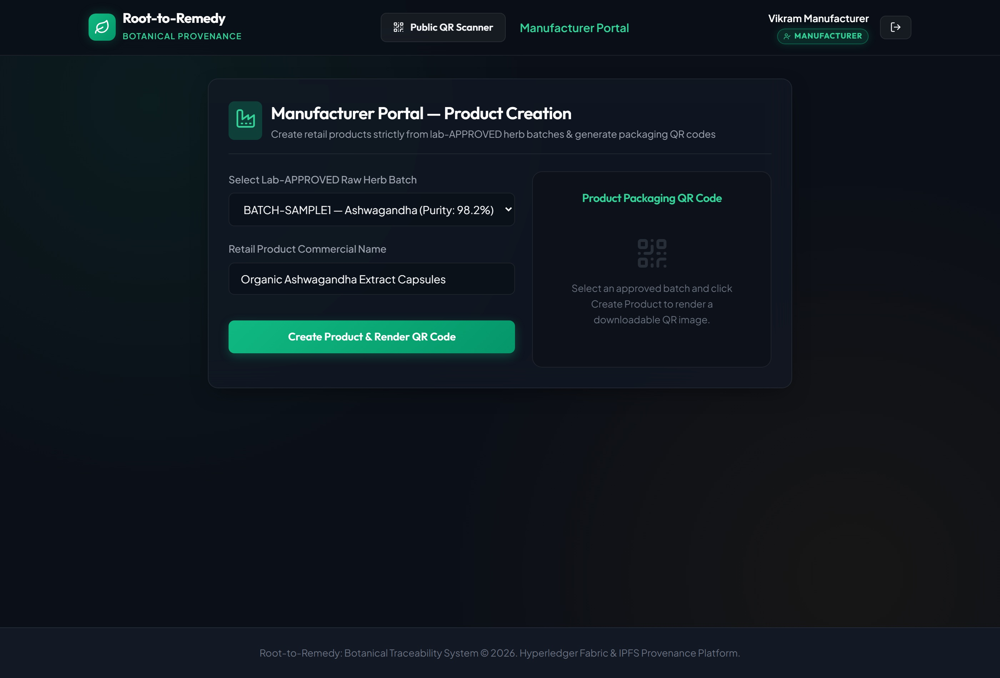 Root-to-Remedy
BOTANICAL PROVENANCE
Public QR Scanner
Manufacturer Portal
Vikram Manufacturer
MANUFACTURER
Manufacturer Portal — Product Creation
Create retail products strictly from lab-APPROVED herb batches & generate packaging QR codes
Select Lab-APPROVED Raw Herb Batch
BATCH-SAMPLE1 — Ashwagandha (Purity: 98.2%)
Retail Product Commercial Name
Organic Ashwagandha Extract Capsules
Create Product & Render QR Code
Product Packaging QR Code
Select an approved batch and click
Create Product to render a
downloadable QR image.
Root-to-Remedy: Botanical Traceability System © 2026. Hyperledger Fabric & IPFS Provenance Platform.